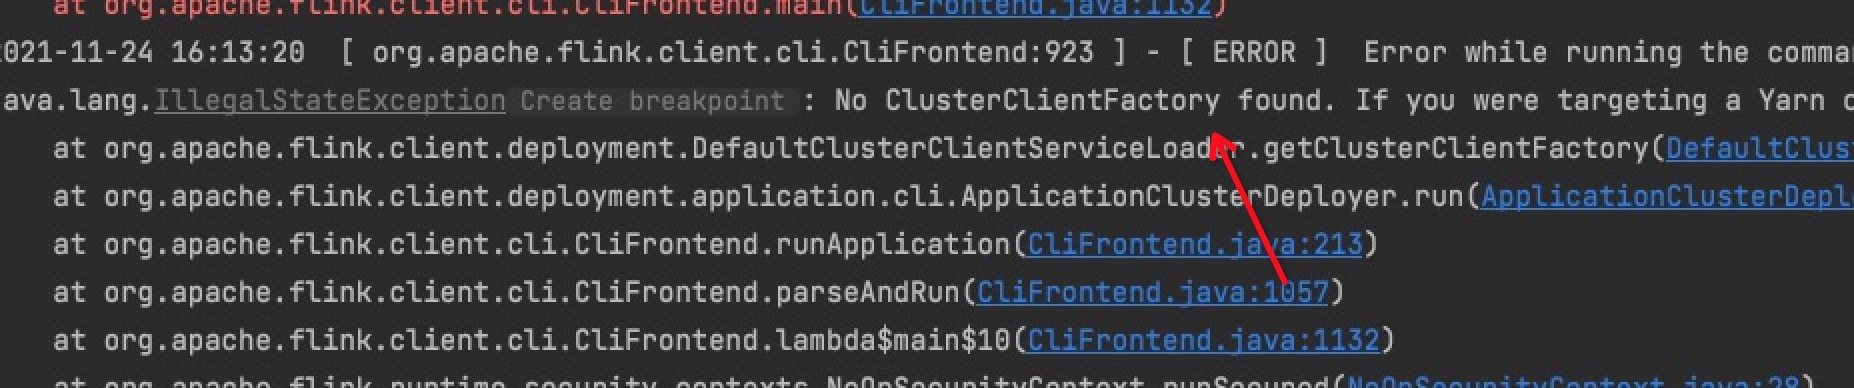 at org.apache.flink.client.cli.CliFrontend.main(CliFrontend.java:1132)
2021-11-24 16:13:20 [ org.apache.flink.client.cli.CliFrontend:923 ] - [ ERROR ] Error while running the comma
ava.lang.IllegalStateException Create breakpoint : No ClusterClientFactory found. If you were targeting a Yarn c
at org.apache.flink.client.deployment.DefaultClusterClientServiceLoader.getClusterClientFactory(DefaultClus
at org.apache.flink.client.deployment.application.cli.ApplicationClusterDeployer.run(ApplicationClusterDepl
at org.apache.flink.client.cli.CliFrontend.runApplication(CliFrontend.java:213)
at org.apache.flink.client.cli.CliFrontend.parseAndRun(CliFrontend.java:1057)
at org.apache.flink.client.cli.CliFrontend.lambda$main$10(CliFrontend.java:1132)
at org.apache.flink.runtime.security.contexts.NoOpSecurityContext.runSecured(NoOpSecurityContext.java:28)